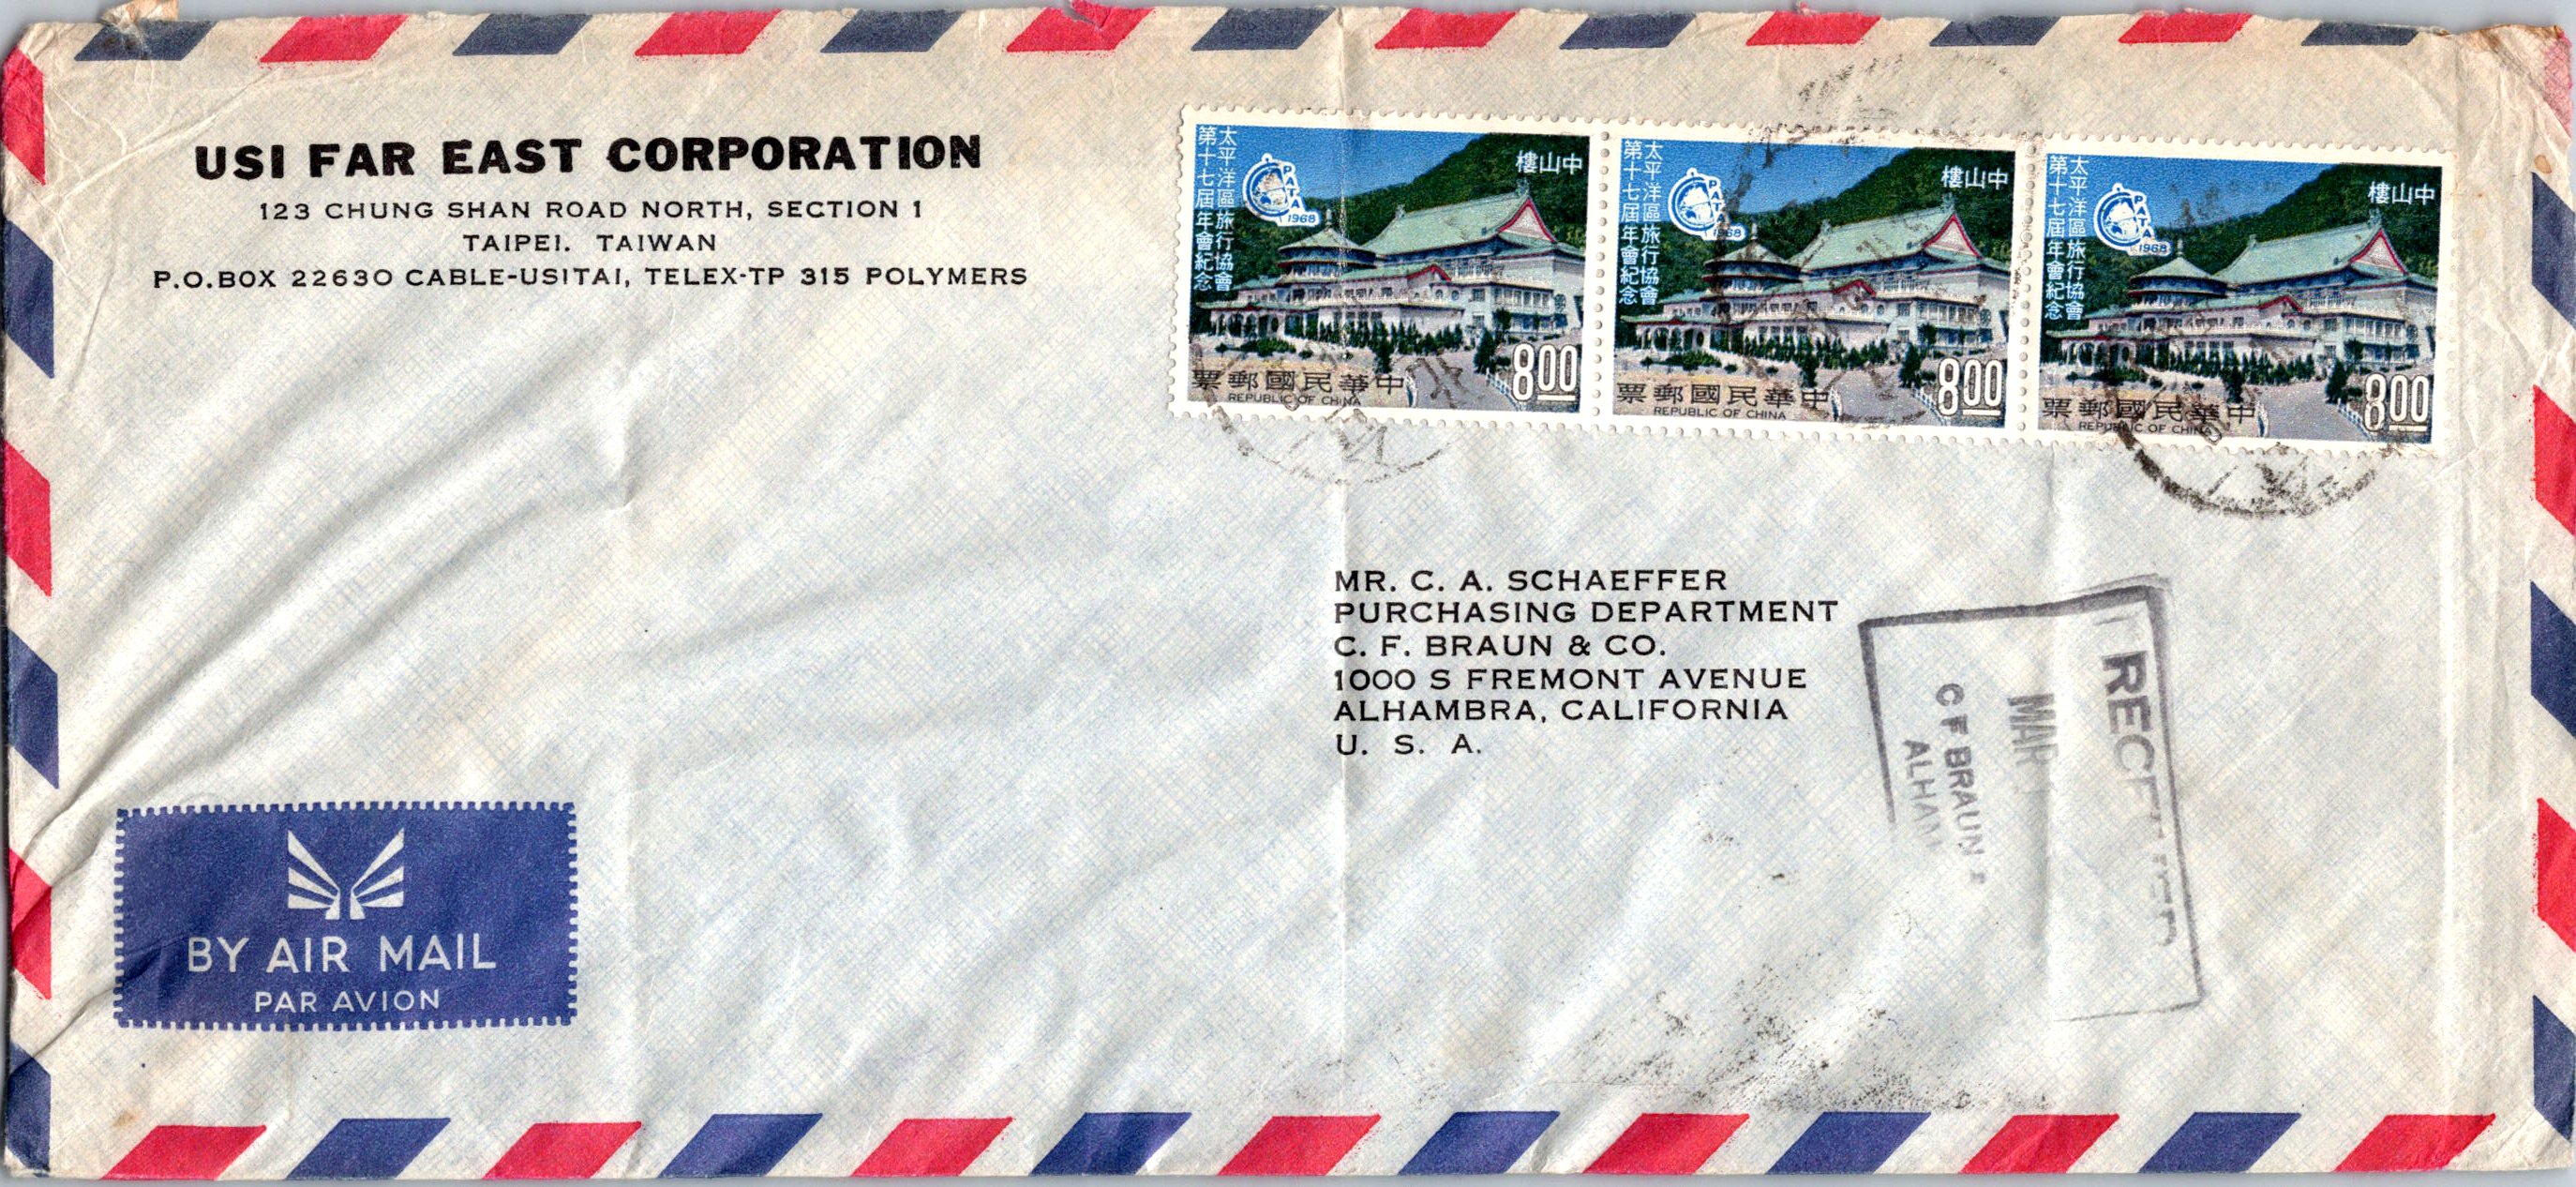 USI FAR EAST CORPORATION
123 CHUNG SHAN ROAD NORTH, SECTION 1
TAIPEI. TAIWAN
P.O.BOX 22630 CABLE-USITAI, TELEX-TP 315 POLYMERS
太平洋區旅行協會
第十七屆年會紀念
PATA
1968
樓山中
8.00
票郵國民華中
REPUBLIC OF CHINA
太平洋區旅行協會
第十七屆年會紀念
PATA
1968
樓山中
8.00
票郵國民華中
REPUBLIC OF CHINA
太平洋區旅行協會
第十七屆年會紀念
PATA
1968
樓山中
8.00
票郵國民華中
REPUBLIC OF CHINA
MR. C. A. SCHAEFFER
PURCHASING DEPARTMENT
C. F. BRAUN & CO.
1000 S FREMONT AVENUE
ALHAMBRA, CALIFORNIA
U. S. A.
RECEIVED
MAR
C F BRAUN
ALHAM
BY AIR MAIL
PAR AVION